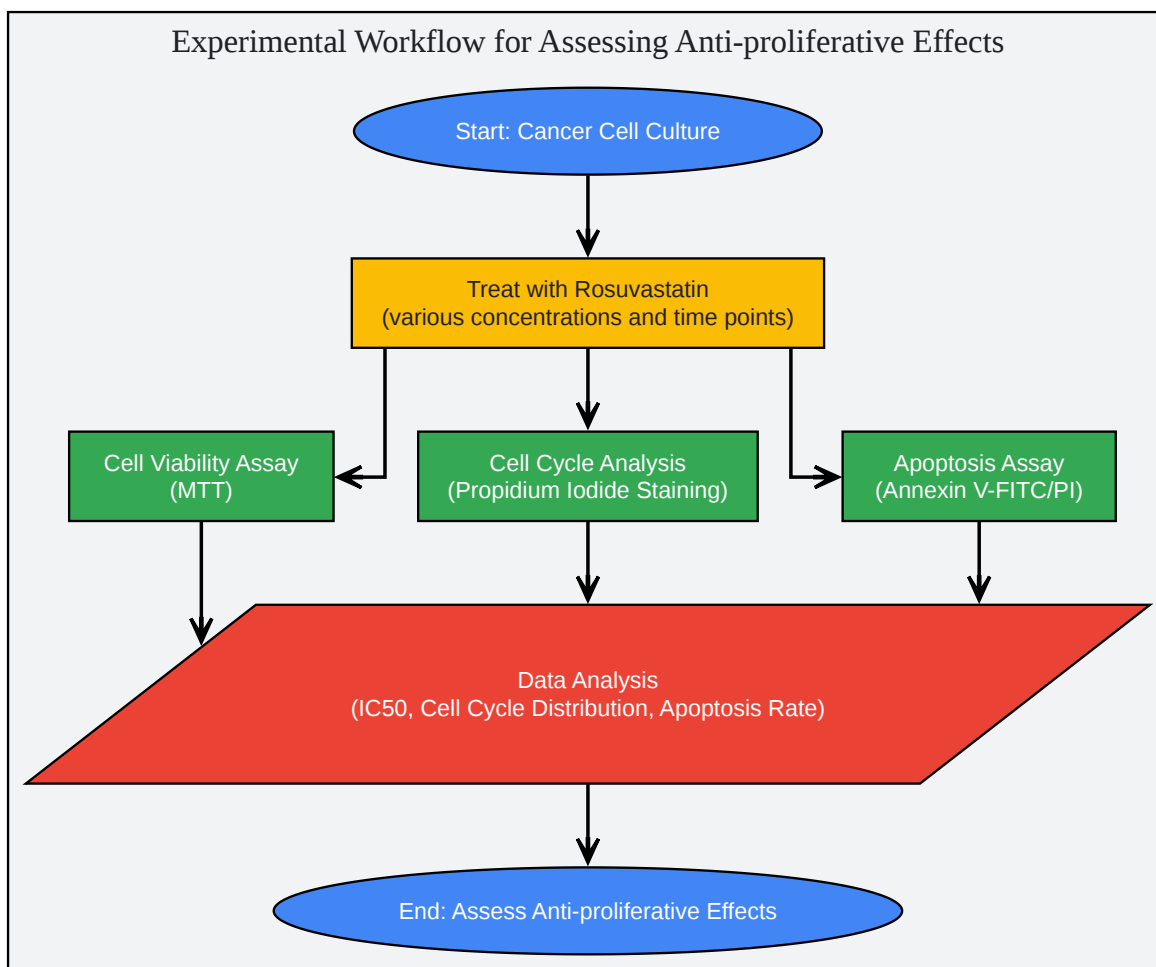 Experimental Workflow for Assessing Anti-proliferative Effects
Start: Cancer Cell Culture
Treat with Rosuvastatin
(various concentrations and time points)
Cell Viability Assay
(MTT)
Cell Cycle Analysis
(Propidium Iodide Staining)
Apoptosis Assay
(Annexin V-FITC/PI)
Data Analysis
(IC50, Cell Cycle Distribution, Apoptosis Rate)
End: Assess Anti-proliferative Effects